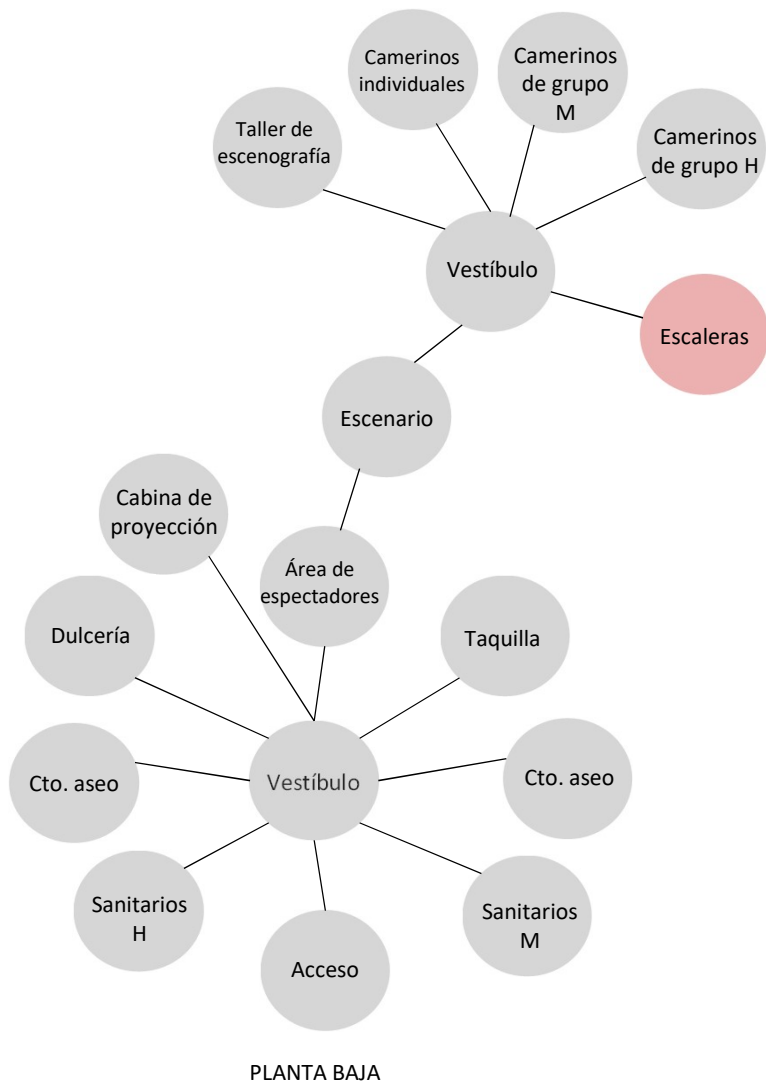 Camerinos
individuales
Camerinos
de grupo
M
Taller de
escenografía
Camerinos
de grupo H
Vestíbulo
Escaleras
Escenario
Cabina de
proyección
Área de
espectadores
Dulcería
Taquilla
Cto. aseo
Vestíbulo
Cto. aseo
Sanitarios
H
Sanitarios
M
Acceso
PLANTA BAJA